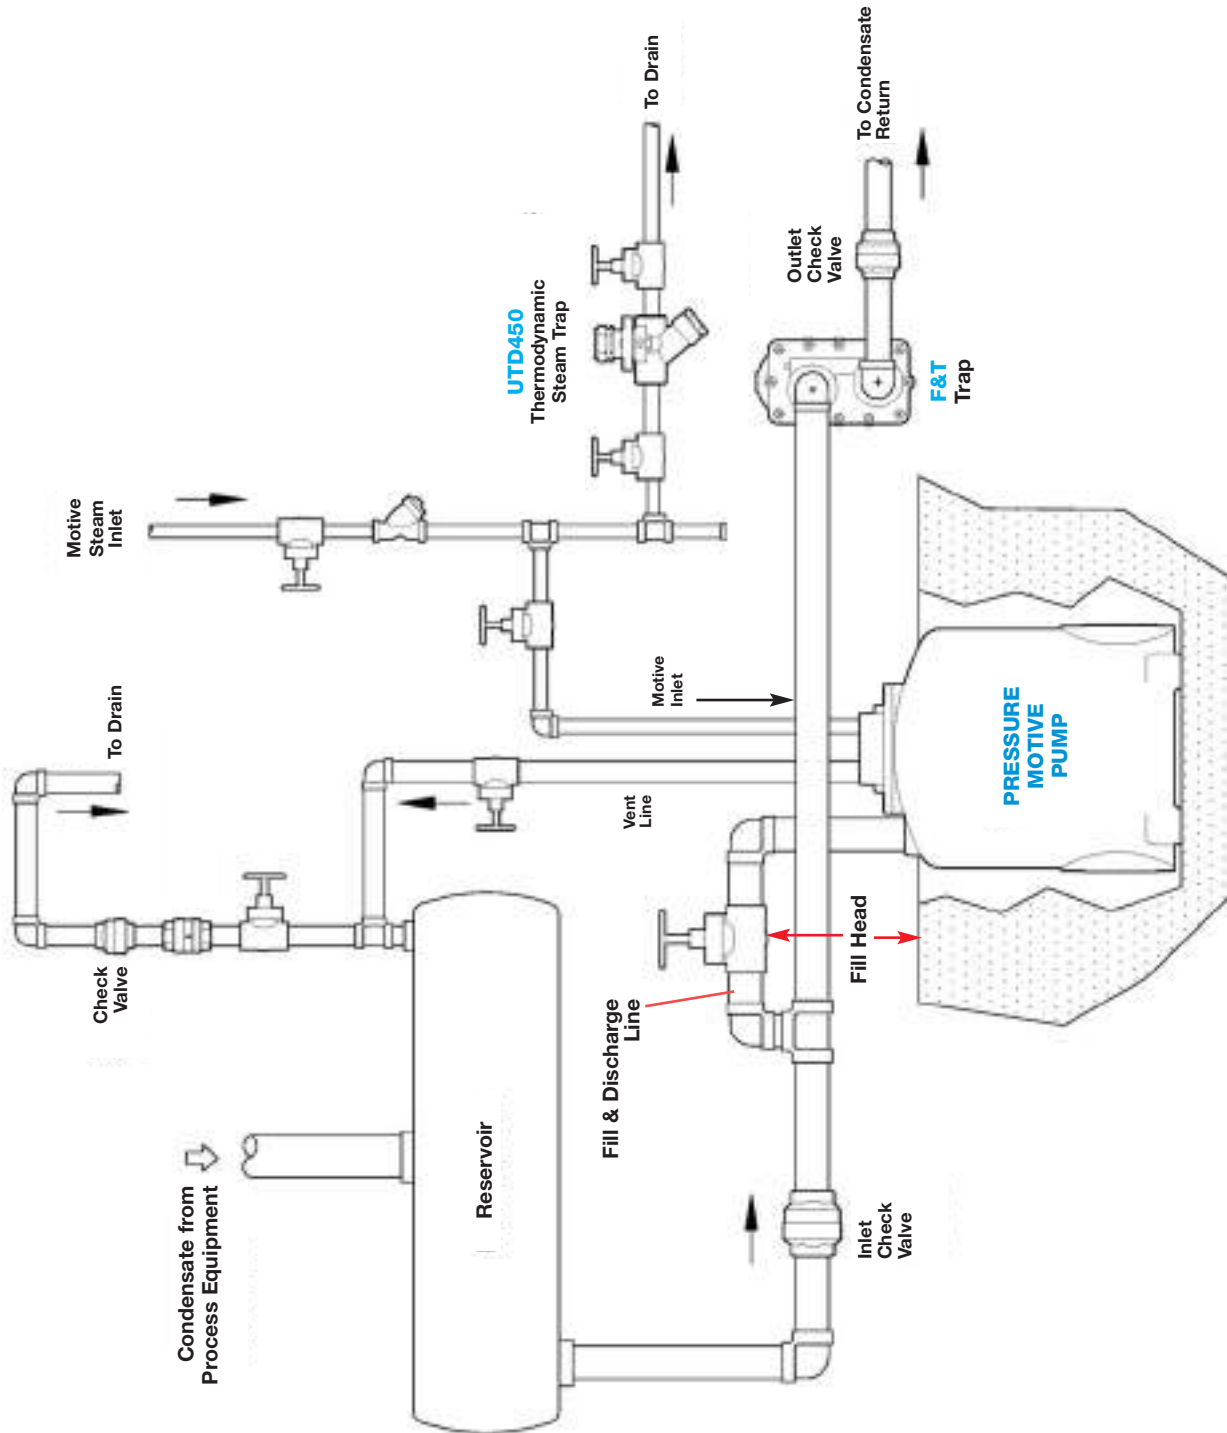 Condensate from
Process Equipment
Reservoir
Check
Valve
To Drain
Motive
Steam
Inlet
UTD450
Thermodynamic
Steam Trap
To Drain
To Condensate
Return
Outlet
Check
Valve
F&T
Trap
Motive
Inlet
Vent
Line
Fill & Discharge
Line
Fill Head
Inlet
Check
Valve
PRESSURE
MOTIVE
PUMP